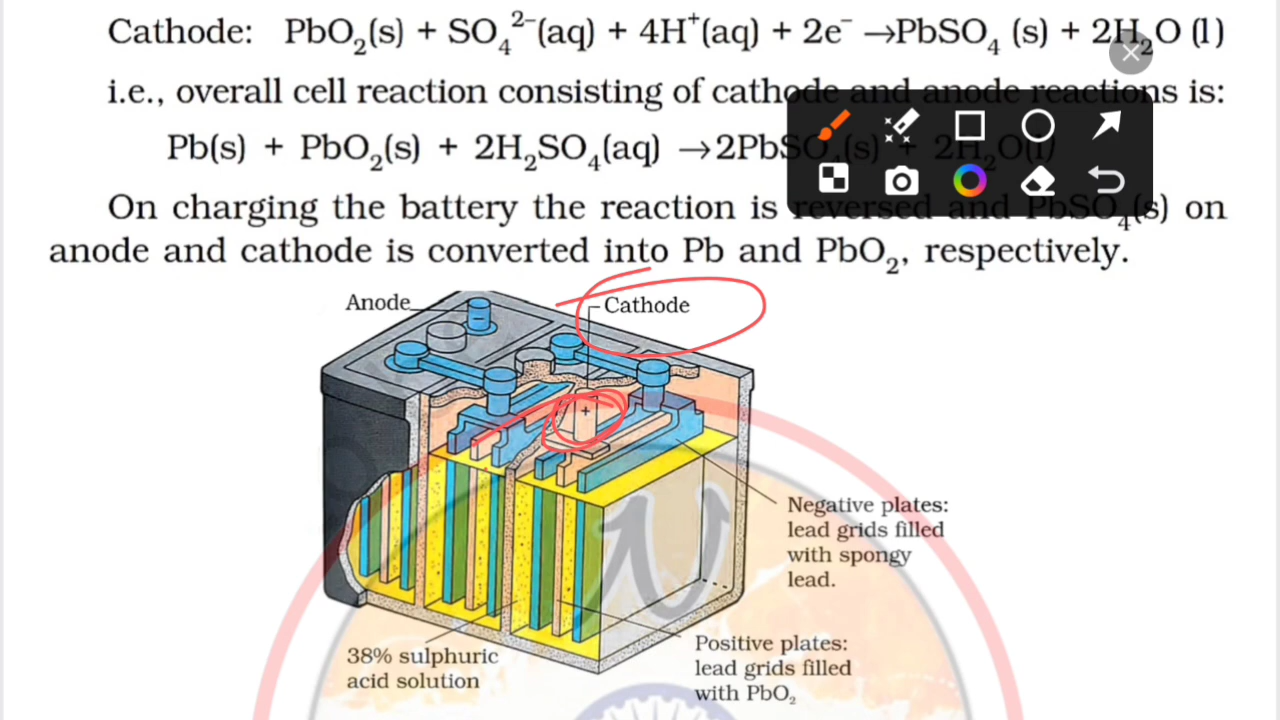 Cathode: PbO₂(s) + SO₄²⁻(aq) + 4H⁺(aq) + 2e⁻ →PbSO₄ (s) + 2H₂O (l)
i.e., overall cell reaction consisting of cathode and anode reactions is:
Pb(s) + PbO₂(s) + 2H₂SO₄(aq) →2PbSO₄(s) + 2H₂O(l)
On charging the battery the reaction is reversed and PbSO₄(s) on
anode and cathode is converted into Pb and PbO₂, respectively.
Anode
Cathode
−
+
Negative plates:
lead grids filled
with spongy
lead.
38% sulphuric
acid solution
Positive plates:
lead grids filled
with PbO₂